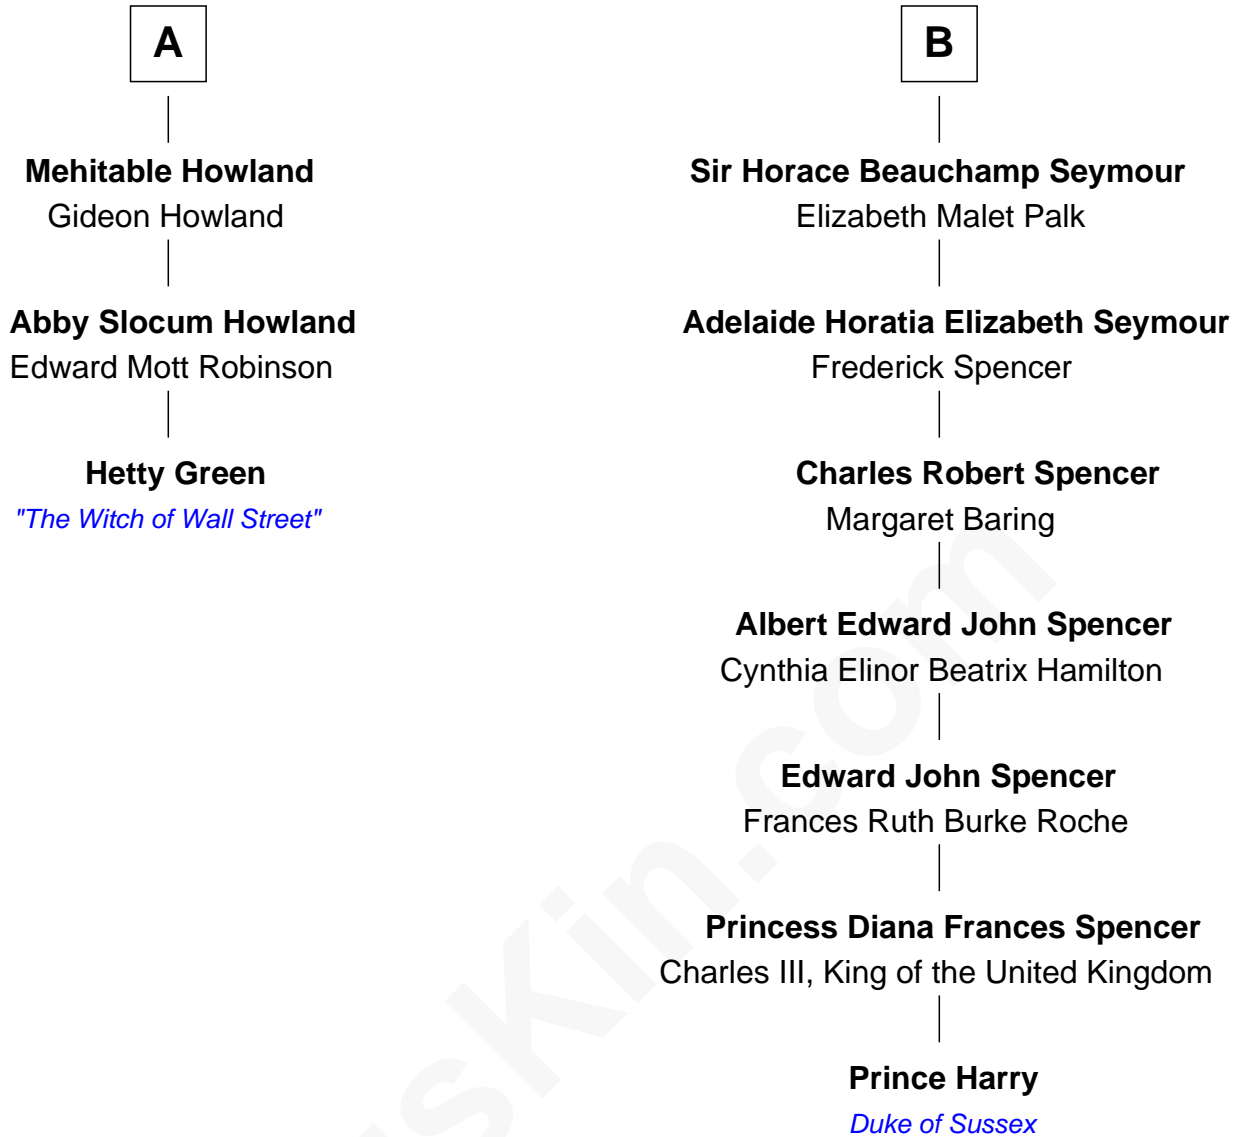 A
Mehitable Howland
Gideon Howland
Abby Slocum Howland
Edward Mott Robinson
Hetty Green
"The Witch of Wall Street"
B
Sir Horace Beauchamp Seymour
Elizabeth Malet Palk
Adelaide Horatia Elizabeth Seymour
Frederick Spencer
Charles Robert Spencer
Margaret Baring
Albert Edward John Spencer
Cynthia Elinor Beatrix Hamilton
Edward John Spencer
Frances Ruth Burke Roche
Princess Diana Frances Spencer
Charles III, King of the United Kingdom
Prince Harry
Duke of Sussex